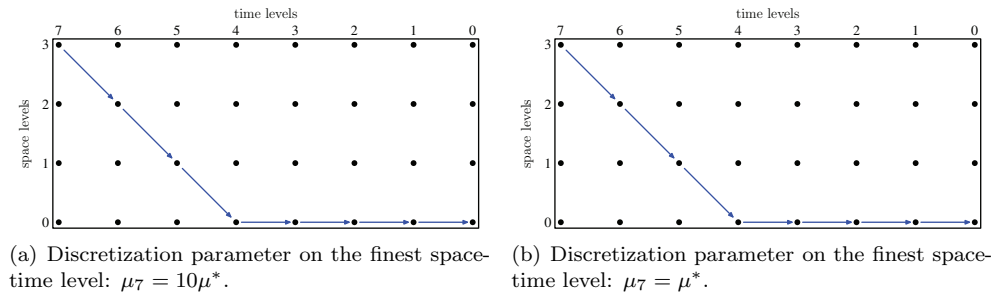 time levels
7 6 5 4 3 2 1 0
3
2
1
0
space levels
(a) Discretization parameter on the finest space-
time level: μ₇ = 10μ*.
time levels
7 6 5 4 3 2 1 0
3
2
1
0
space levels
(b) Discretization parameter on the finest space-
time level: μ₇ = μ*.